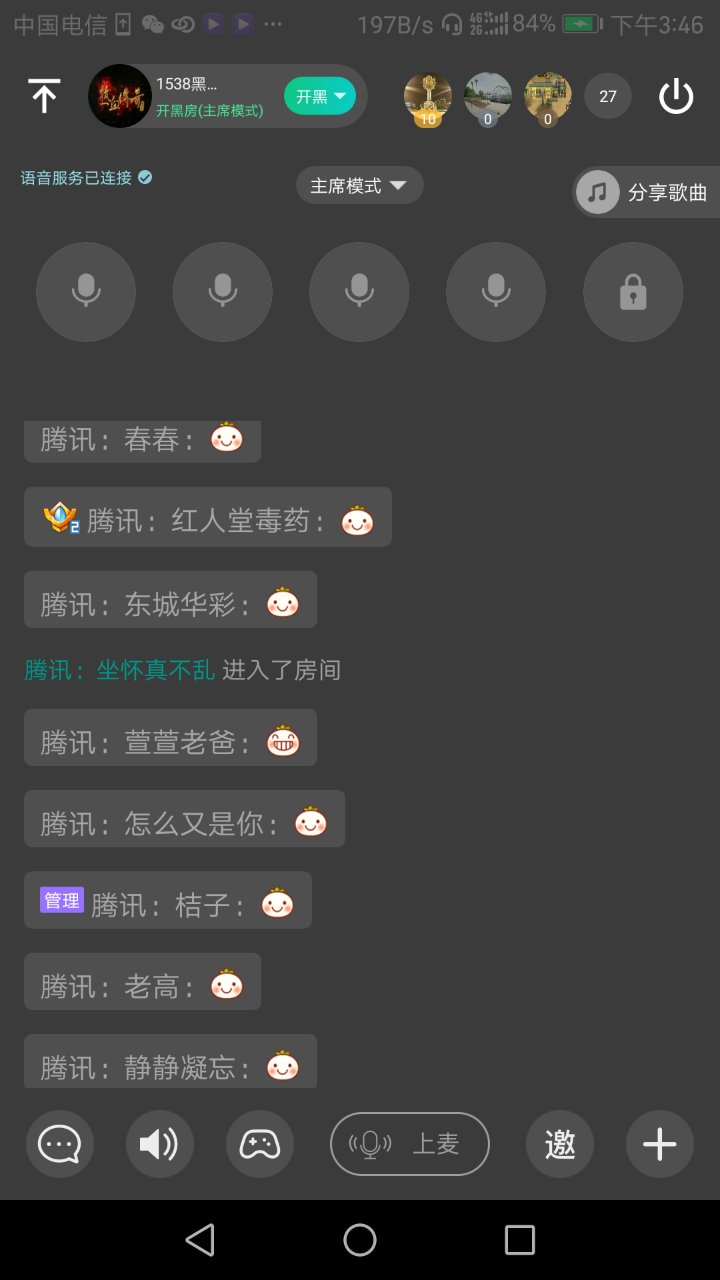 中国电信 197B/s 4G 2G 84% 下午3:46
1538黑...
开黑房(主席模式)
开黑
10 0 0 27
语音服务已连接 主席模式 分享歌曲
腾讯：春春：
2 腾讯：红人堂毒药：
腾讯：东城华彩：
腾讯：坐怀真不乱 进入了房间
腾讯：萱萱老爸：
腾讯：怎么又是你：
管理 腾讯：桔子：
腾讯：老高：
腾讯：静静凝忘：
上麦 邀